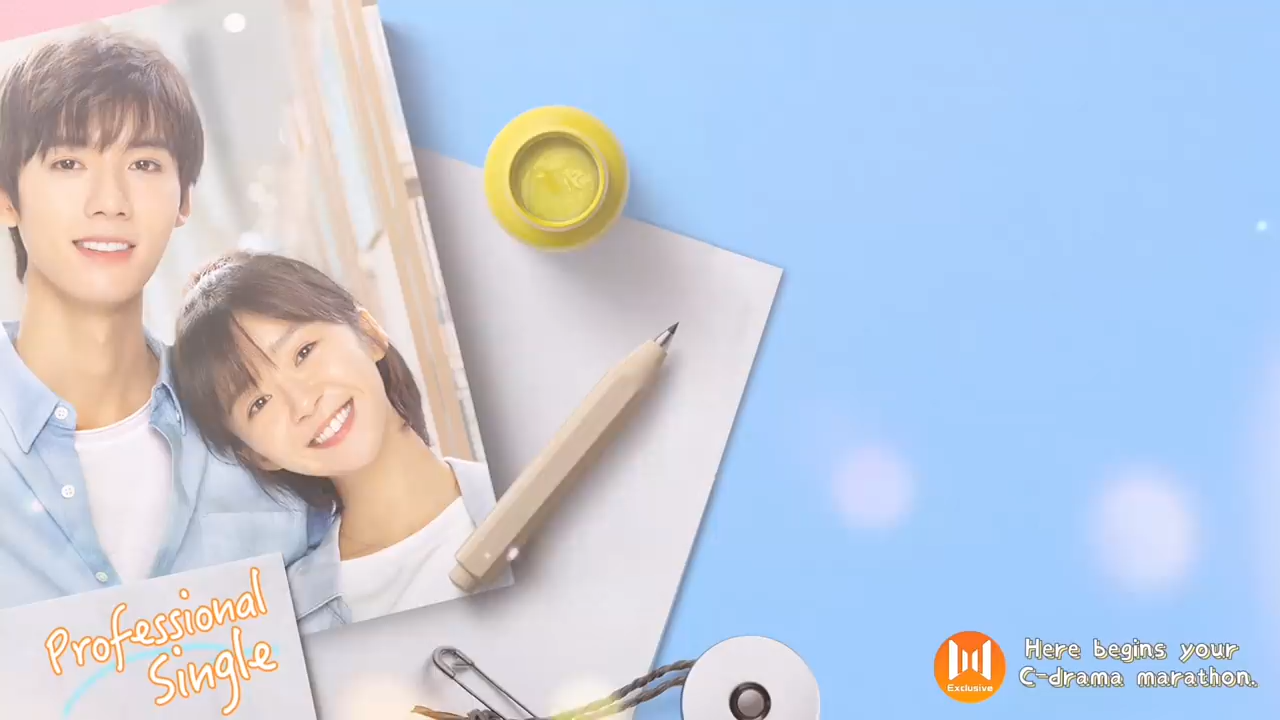 Professional
Single
Exclusive
Here begins your
C-drama marathon.